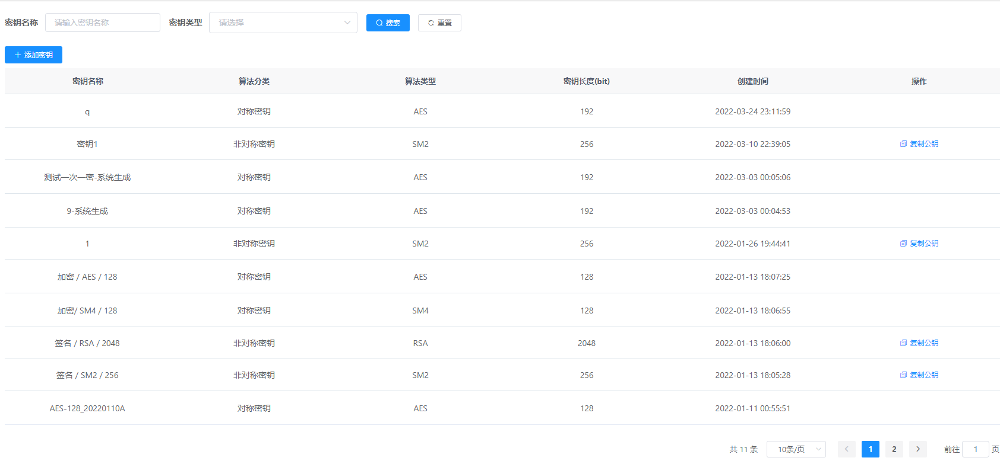 密钥名称 请输入密钥名称 密钥类型 请选择 搜索 重置
添加密钥
密钥名称 算法分类 算法类型 密钥长度(bit) 创建时间 操作
q 对称密钥 AES 192 2022-03-24 23:11:59
密钥1 非对称密钥 SM2 256 2022-03-10 22:39:05 复制公钥
测试一次一密-系统生成 对称密钥 AES 192 2022-03-03 00:05:06
9-系统生成 对称密钥 AES 192 2022-03-03 00:04:53
1 非对称密钥 SM2 256 2022-01-26 19:44:41 复制公钥
加密 / AES / 128 对称密钥 AES 128 2022-01-13 18:07:25
加密/ SM4 / 128 对称密钥 SM4 128 2022-01-13 18:06:55
签名 / RSA / 2048 非对称密钥 RSA 2048 2022-01-13 18:06:00 复制公钥
签名 / SM2 / 256 非对称密钥 SM2 256 2022-01-13 18:05:28 复制公钥
AES-128_20220110A 对称密钥 AES 128 2022-01-11 00:55:51
共 11 条 10条/页 1 2 前往 1 页